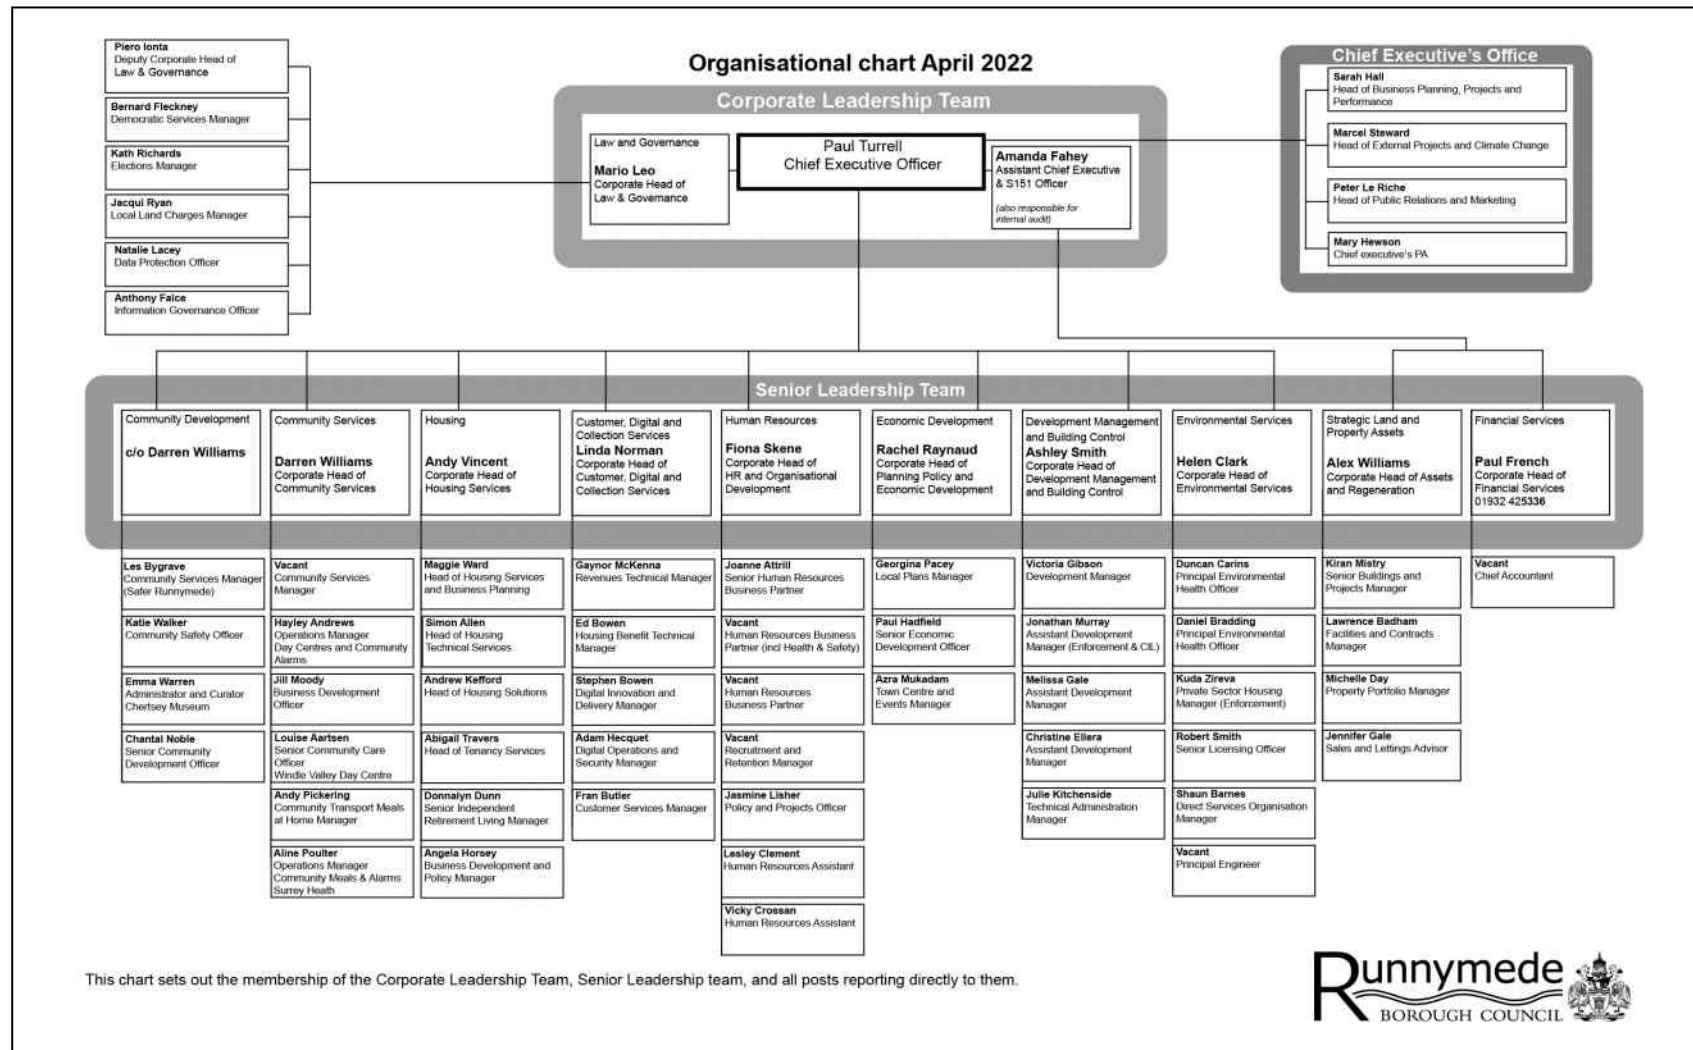 Organisational chart April 2022
Piero Ionta
Deputy Corporate Head of
Law & Governance
Bernard Fleckney
Democratic Services Manager
Kath Richards
Elections Manager
Jacqui Ryan
Local Land Charges Manager
Natalie Lacey
Data Protection Officer
Anthony Falce
Information Governance Officer
Corporate Leadership Team
Law and Governance
Mario Leo
Corporate Head of
Law & Governance
Paul Turrell
Chief Executive Officer
Amanda Fahey
Assistant Chief Executive
& S151 Officer
(also responsible for
internal audit)
Chief Executive's Office
Sarah Hall
Head of Business Planning, Projects and
Performance
Marcel Steward
Head of External Projects and Climate Change
Peter Le Riche
Head of Public Relations and Marketing
Mary Hewson
Chief executive's PA
Senior Leadership Team
Community Development
c/o Darren Williams
Community Services
Darren Williams
Corporate Head of
Community Services
Housing
Andy Vincent
Corporate Head of
Housing Services
Customer, Digital and
Collection Services
Linda Norman
Corporate Head of
Customer, Digital and
Collection Services
Human Resources
Fiona Skene
Corporate Head of
HR and Organisational
Development
Economic Development
Rachel Raynaud
Corporate Head of
Planning Policy and
Economic Development
Development Management
and Building Control
Ashley Smith
Corporate Head of
Development Management
and Building Control
Environmental Services
Helen Clark
Corporate Head of
Environmental Services
Strategic Land and
Property Assets
Alex Williams
Corporate Head of Assets
and Regeneration
Financial Services
Paul French
Corporate Head of
Financial Services
01932 425336
Les Bygrave
Community Services Manager
(Safer Runnymede)
Katie Walker
Community Safety Officer
Emma Warren
Administrator and Curator
Chertsey Museum
Chantal Noble
Senior Community
Development Officer
Vacant
Community Services
Manager
Hayley Andrews
Operations Manager
Day Centres and Community
Alarms
Jill Moody
Business Development
Officer
Louise Aartsen
Senior Community Care
Officer
Windle Valley Day Centre
Andy Pickering
Community Transport Meals
at Home Manager
Aline Poulter
Operations Manager
Community Meals & Alarms
Surrey Heath
Maggie Ward
Head of Housing Services
and Business Planning
Simon Allen
Head of Housing
Technical Services
Andrew Kefford
Head of Housing Solutions
Abigail Travers
Head of Tenancy Services
Donnalyn Dunn
Senior Independent
Retirement Living Manager
Angela Horsey
Business Development and
Policy Manager
Gaynor McKenna
Revenues Technical Manager
Ed Bowen
Housing Benefit Technical
Manager
Stephen Bowen
Digital Innovation and
Delivery Manager
Adam Hecquet
Digital Operations and
Security Manager
Fran Butler
Customer Services Manager
Joanne Attrill
Senior Human Resources
Business Partner
Vacant
Human Resources Business
Partner (incl Health & Safety)
Vacant
Human Resources
Business Partner
Vacant
Recruitment and
Retention Manager
Jasmine Lisher
Policy and Projects Officer
Lesley Clement
Human Resources Assistant
Vicky Crossan
Human Resources Assistant
Georgina Pacey
Local Plans Manager
Paul Hadfield
Senior Economic
Development Officer
Azra Mukadam
Town Centre and
Events Manager
Victoria Gibson
Development Manager
Jonathan Murray
Assistant Development
Manager (Enforcement & CIL)
Melissa Gale
Assistant Development
Manager
Christine Ellera
Assistant Development
Manager
Julie Kitchenside
Technical Administration
Manager
Duncan Carins
Principal Environmental
Health Officer
Daniel Bradding
Principal Environmental
Health Officer
Kuda Zireva
Private Sector Housing
Manager (Enforcement)
Robert Smith
Senior Licensing Officer
Shaun Barnes
Direct Services Organisation
Manager
Vacant
Principal Engineer
Kiran Mistry
Senior Buildings and
Projects Manager
Lawrence Badham
Facilities and Contracts
Manager
Michelle Day
Property Portfolio Manager
Jennifer Gale
Sales and Lettings Advisor
Vacant
Chief Accountant
This chart sets out the membership of the Corporate Leadership Team, Senior Leadership team, and all posts reporting directly to them.
Runnymede
BOROUGH COUNCIL